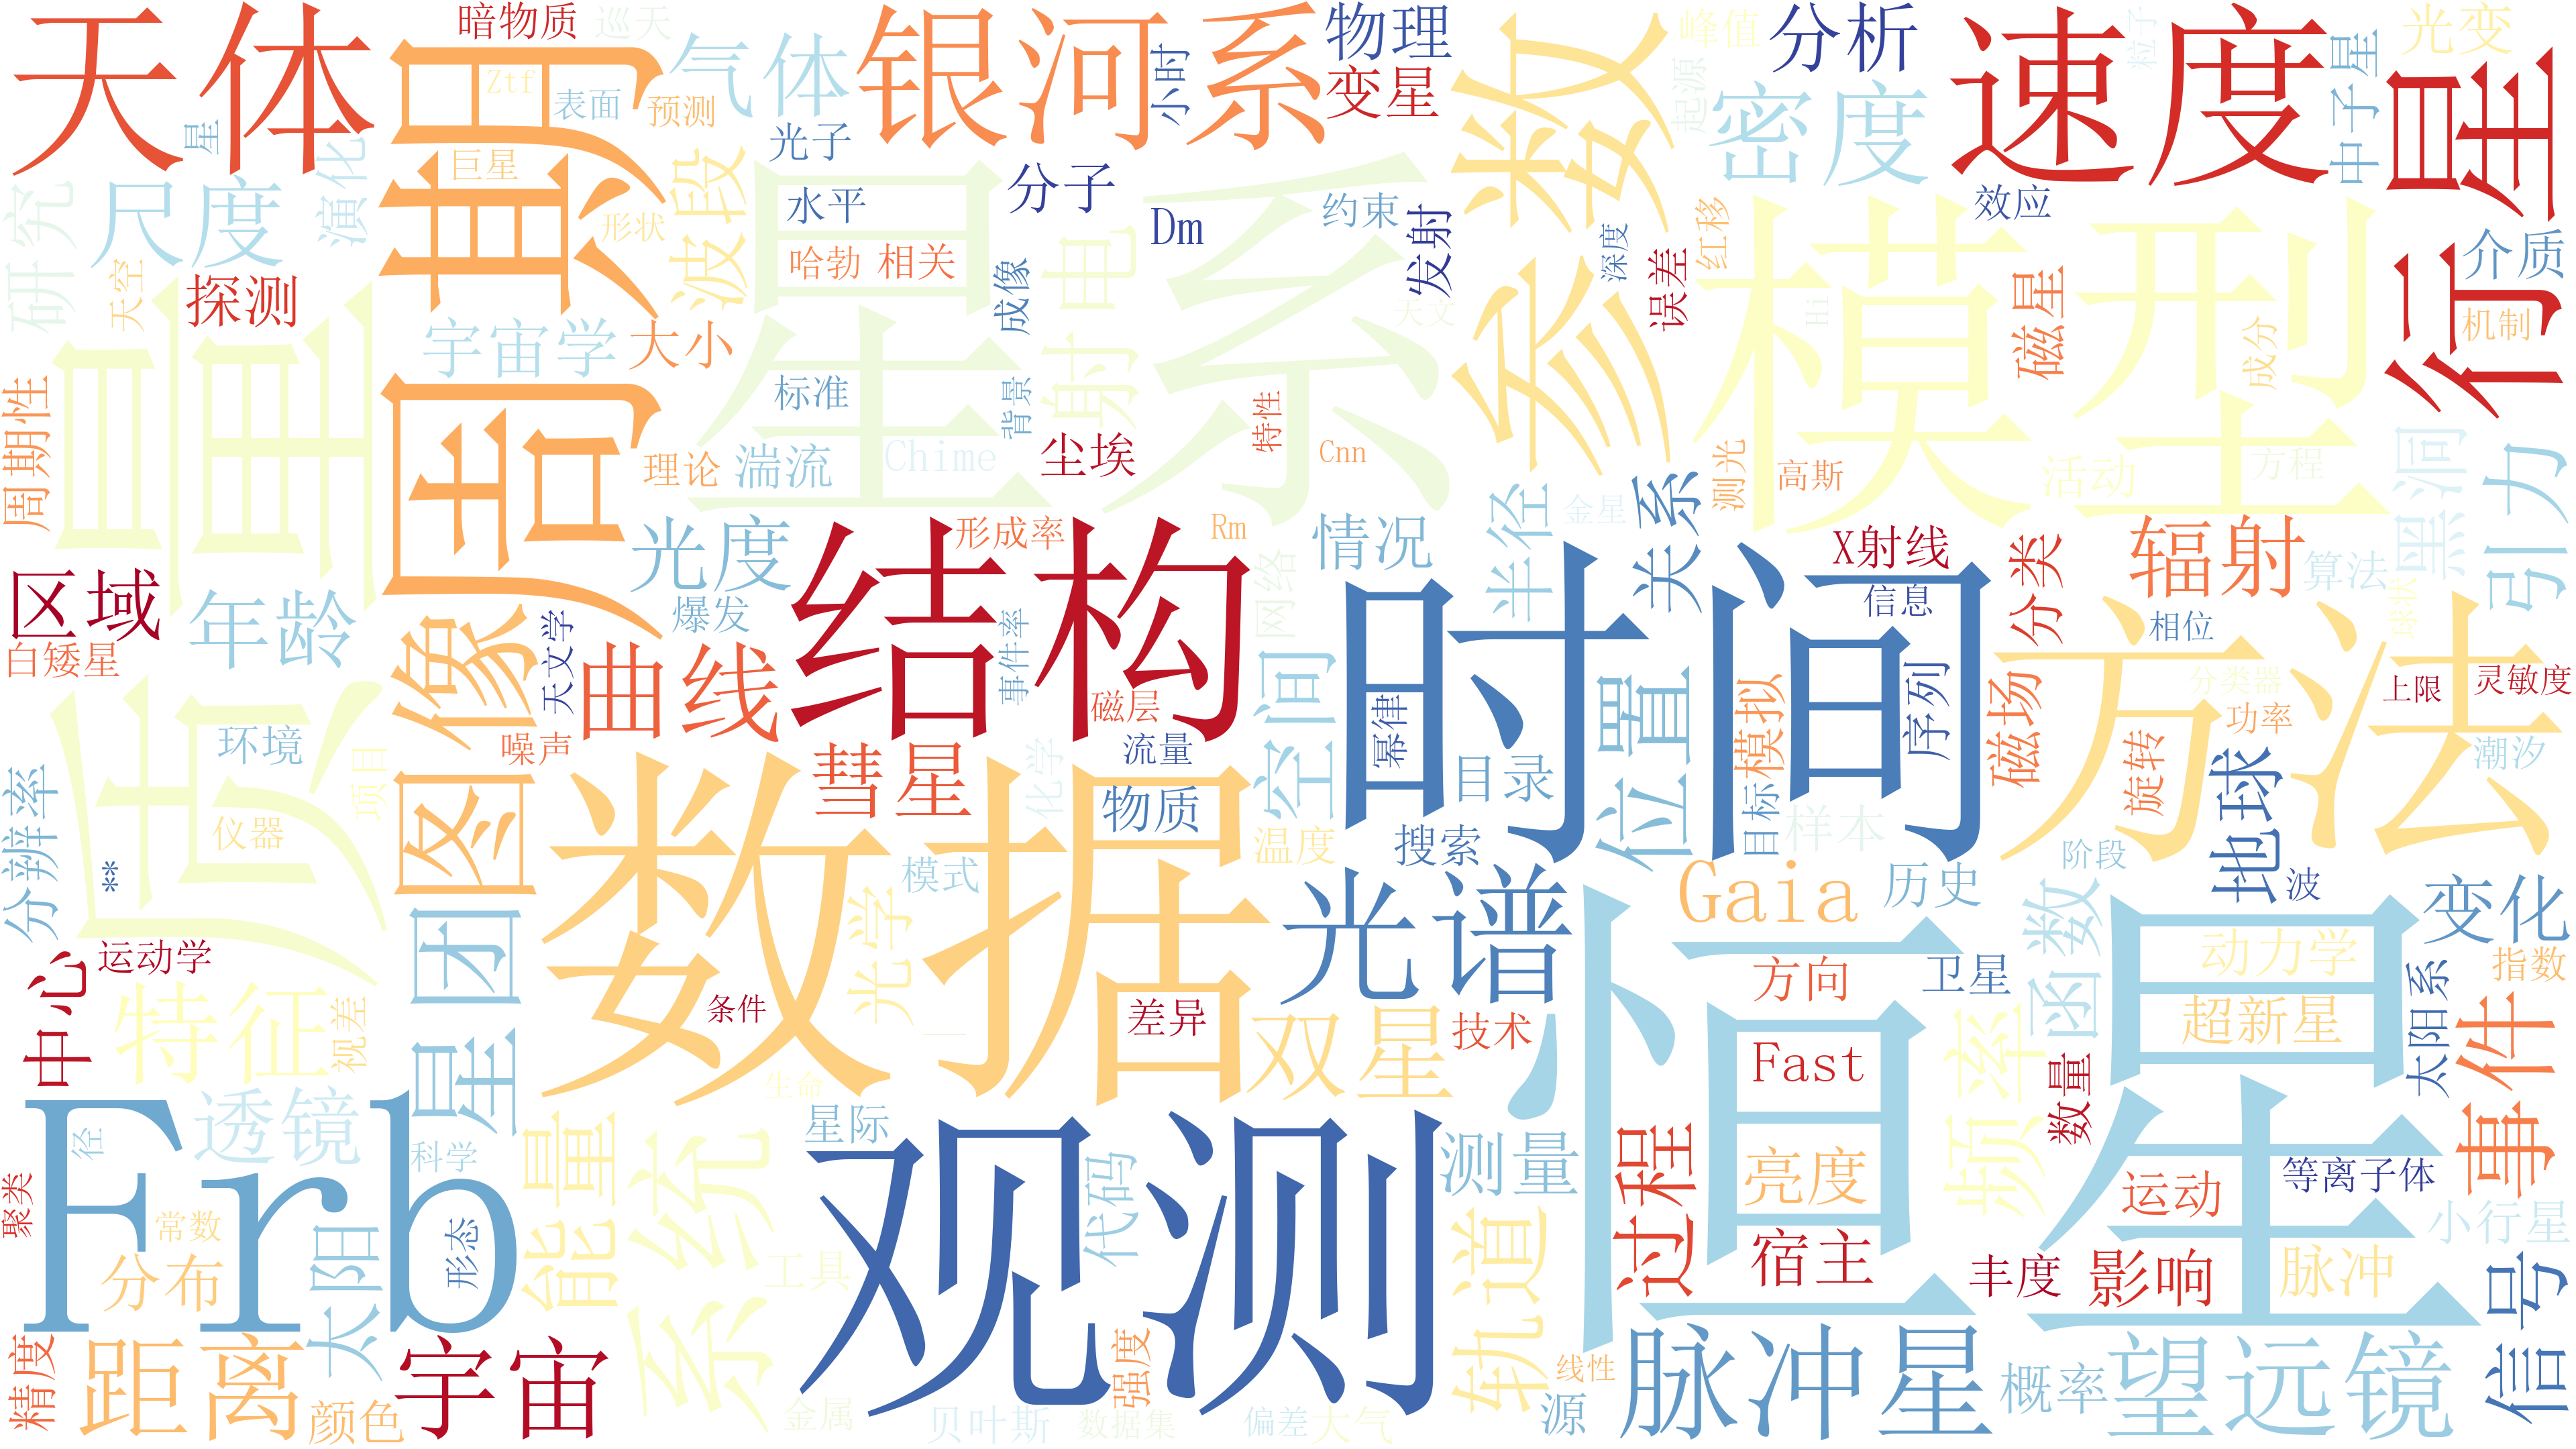 天体
暗物质
巡天
周期
气体
银河系
小时
物理
变星
参数
峰值
分析
速度
粒子
中子星
光变
行星
Ztf
表面
预测
星
巨星
光子
起源
密度
研究
尺度
演化
形状
波段
水平
分子
Dm
约束
发射
效应
介质
探测
天空
哈勃
相关
成像
射电
星系
天文
深度
误差
红移
模型
磁星
Hi
成分
机制
质量
宇宙学
大小
标准
背景
特性
尘埃
Cnn
周期性
理论
湍流
Chime
测光
高斯
活动
方程
黑洞
引力
区域
年龄
白矮星
图像
光度
爆发
天文学
曲线
结构
形成率
Rm
事件率
网络
情况
半径
金星
关系
时间
X射线
信息
分类
辐射
算法
相位
球状
方法
分类器
上限
灵敏度
磁层
环境
噪声
项目
仪器
分辨率
**
彗星
化学
流量
物质
空间
幂律
目录
位置
目标
模拟
序列
磁场
旋转
功率
地球
潮汐
样本
温度
搜索
模式
数据
光学
光谱
Gaia
历史
阶段
波
变化
中心
运动学
特征
视差
星团
条件
差异
双星
技术
恒星
方向
卫星
函数
动力学
超新星
太阳系
指数
Fast
频率
数量
事件
Frb
透镜
径
科学
能量
系统
生命
星际
代码
观测
测量
过程
亮度
宿主
运动
等离子体
小行星
聚类
常数
分布
太阳
形态
工具
轨道
丰度
影响
脉冲
信号
精度
距离
颜色
宇宙
金属
贝叶斯
数据集
强度
偏差
大气
线性
源
脉冲星
概率
望远镜